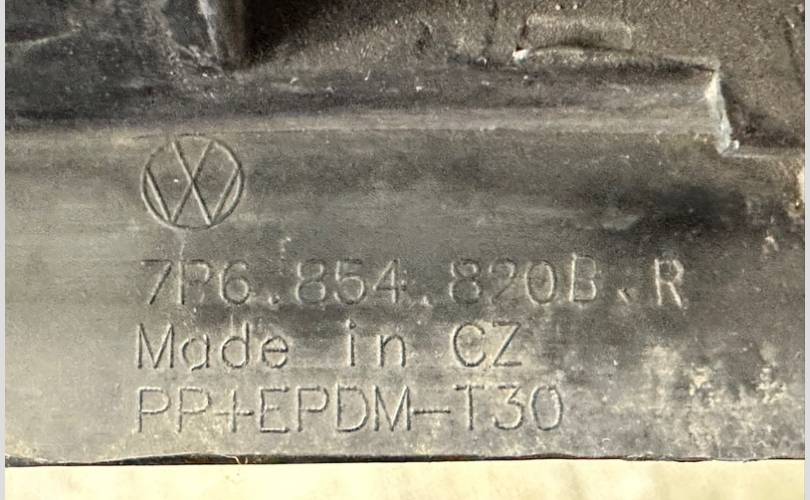 7P6.854.820B.R
Made in CZ
PP+EPDM-T30